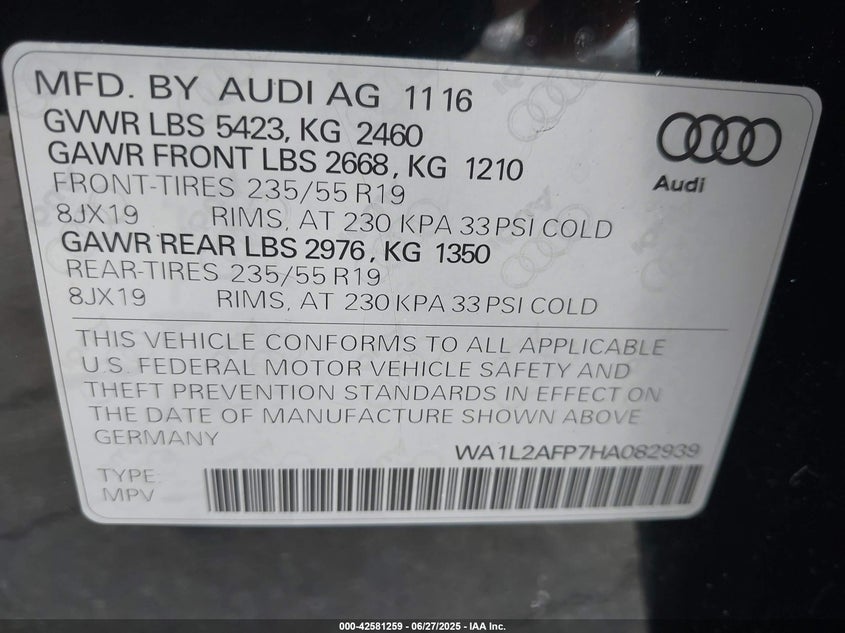 MFD. BY AUDI AG 11 16
GVWR LBS 5423, KG 2460
GAWR FRONT LBS 2668, KG 1210
FRONT-TIRES 235/55 R19
8JX19 RIMS, AT 230 KPA 33 PSI COLD
GAWR REAR LBS 2976, KG 1350
REAR-TIRES 235/55 R19
8JX19 RIMS, AT 230 KPA 33 PSI COLD
Audi
THIS VEHICLE CONFORMS TO ALL APPLICABLE
U.S. FEDERAL MOTOR VEHICLE SAFETY AND
THEFT PREVENTION STANDARDS IN EFFECT ON
THE DATE OF MANUFACTURE SHOWN ABOVE
GERMANY
WA1L2AFP7HA082939
TYPE:
MPV
000-42581259 - 06/27/2025 - IAA Inc.